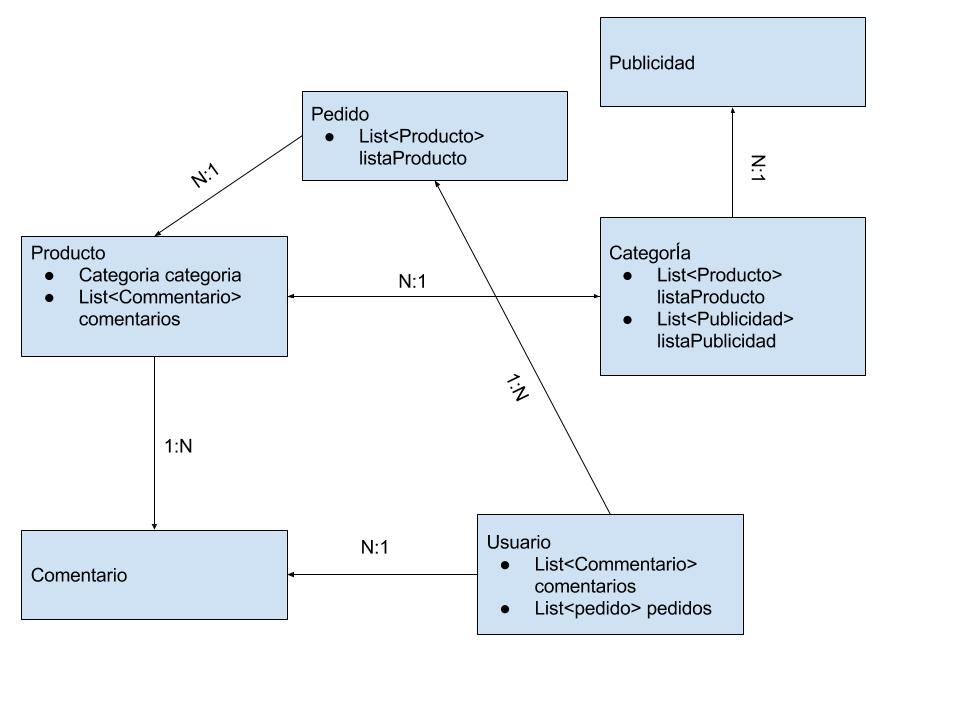 Publicidad
Pedido
● List<Producto>
listaProducto
N:1
N:1
Producto
● Categoria categoria
● List<Commentario>
comentarios
N:1
CategorÍa
● List<Producto>
listaProducto
● List<Publicidad>
listaPublicidad
1:N
1:N
Comentario
N:1
Usuario
● List<Commentario>
comentarios
● List<pedido> pedidos